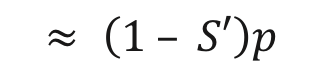 ≈ (1 − S′)p